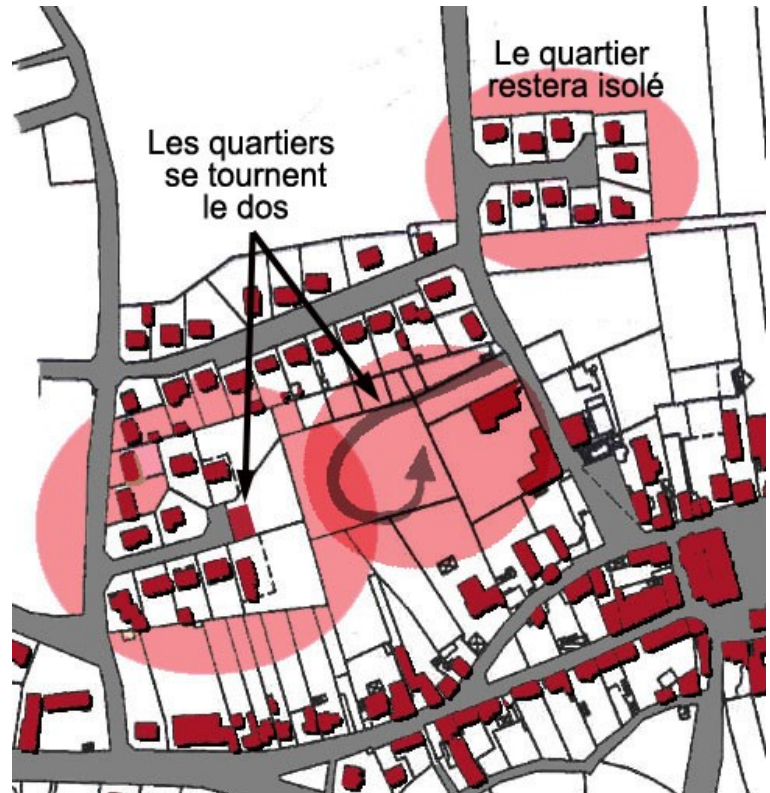 Le quartier
restera isolé
Les quartiers
se tournent
le dos